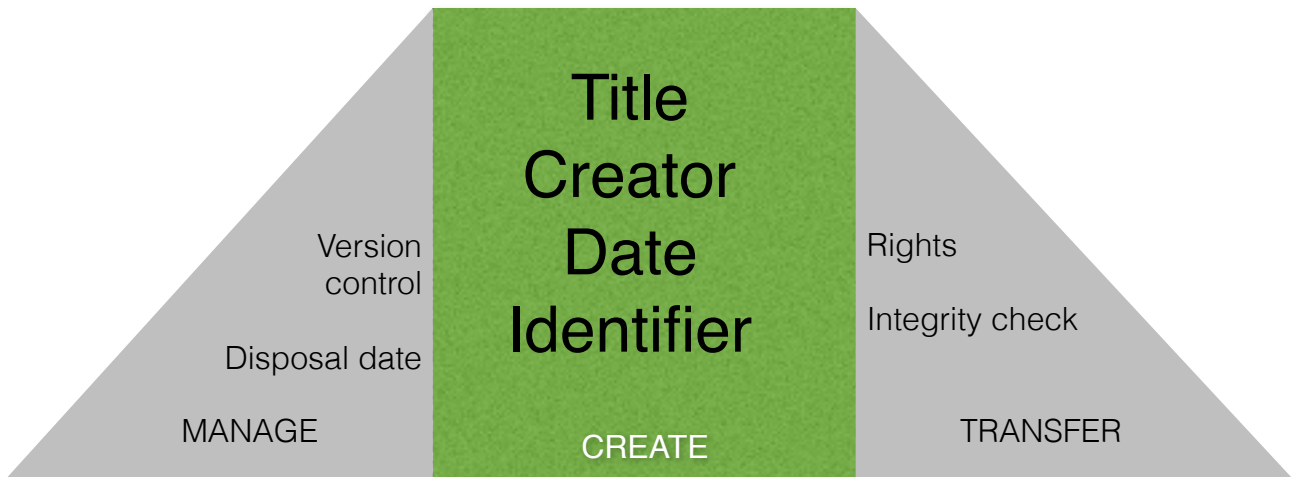 Version
control
Disposal date
MANAGE
Title
Creator
Date
Identifier
CREATE
Rights
Integrity check
TRANSFER